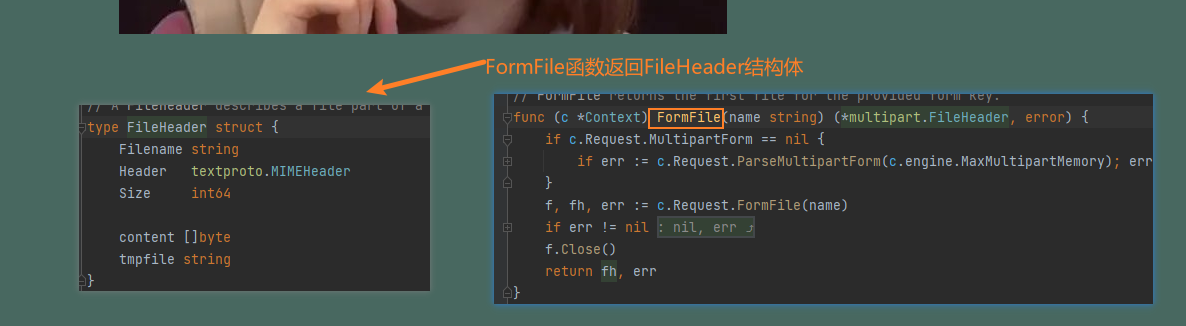 FormFile函数返回FileHeader结构体
// A FileHeader describes a file part of a
type FileHeader struct {
Filename string
Header textproto.MIMEHeader
Size int64
content []byte
tmpfile string
}
// FormFile returns the first file for the provided form key.
func (c *Context) FormFile(name string) (*multipart.FileHeader, error) {
if c.Request.MultipartForm == nil {
if err := c.Request.ParseMultipartForm(c.engine.MaxMultipartMemory); err
}
f, fh, err := c.Request.FormFile(name)
if err != nil : nil, err
f.Close()
return fh, err
}